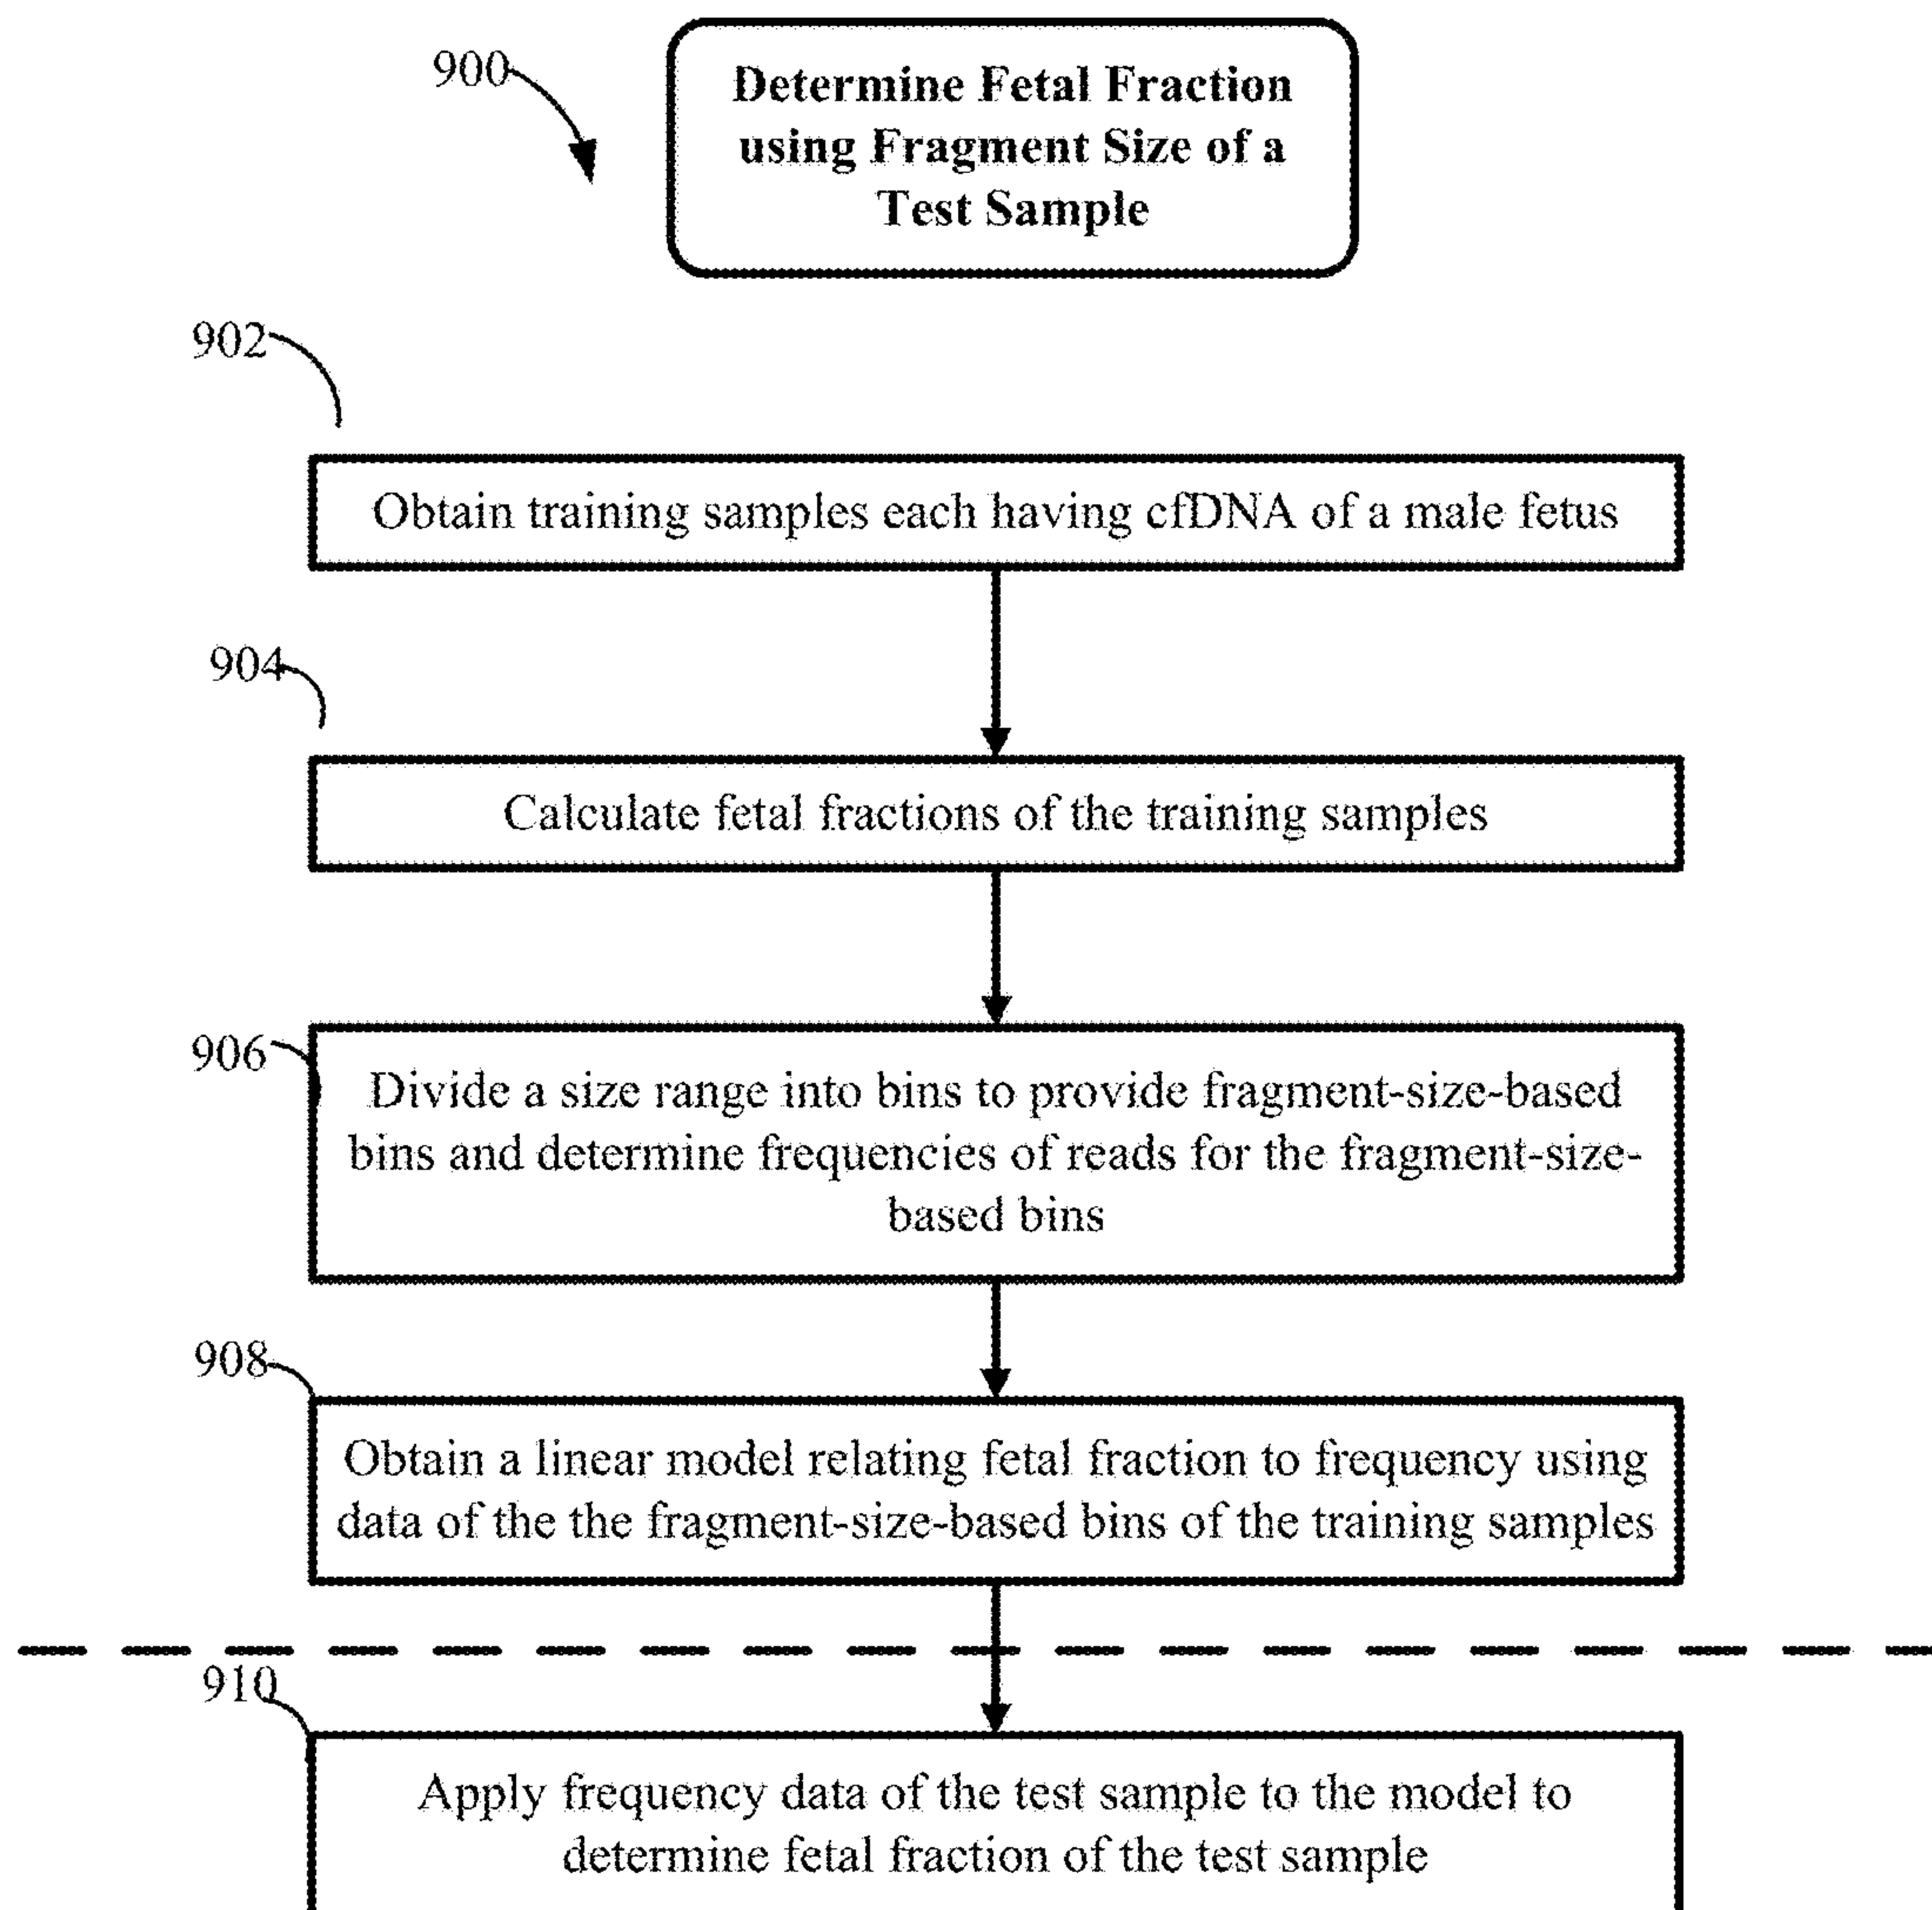 900
Determine Fetal Fraction
using Fragment Size of a
Test Sample
902
Obtain training samples each having cfDNA of a male fetus
904
Calculate fetal fractions of the training samples
906
Divide a size range into bins to provide fragment-size-based
bins and determine frequencies of reads for the fragment-size-
based bins
908
Obtain a linear model relating fetal fraction to frequency using
data of the the fragment-size-based bins of the training samples
910
Apply frequency data of the test sample to the model to
determine fetal fraction of the test sample